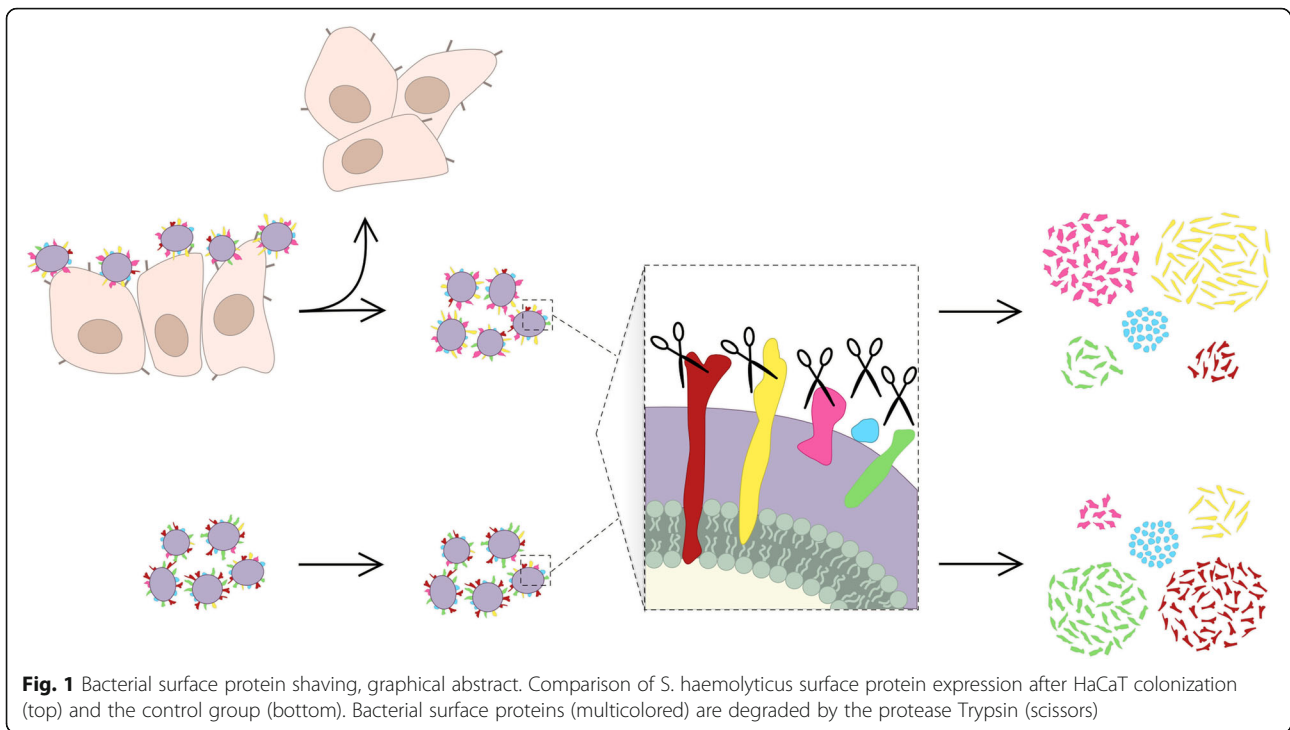 Fig. 1 Bacterial surface protein shaving, graphical abstract. Comparison of S. haemolyticus surface protein expression after HaCaT colonization
(top) and the control group (bottom). Bacterial surface proteins (multicolored) are degraded by the protease Trypsin (scissors)